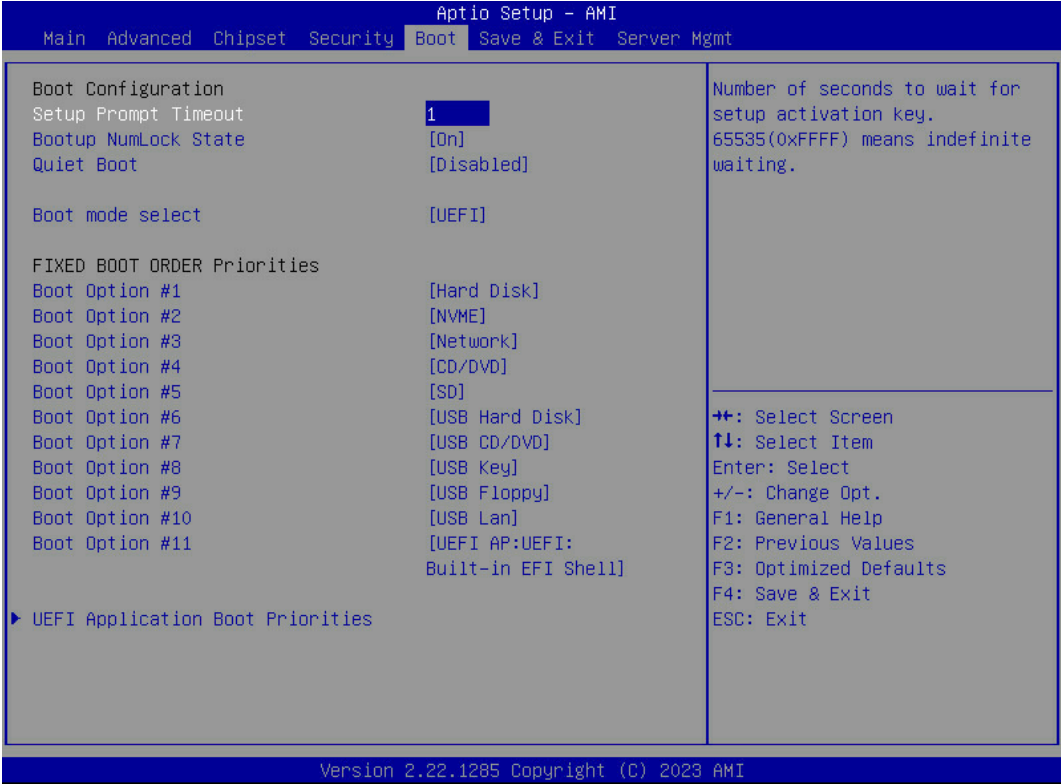 Aptio Setup – AMI
Main Advanced Chipset Security Boot Save & Exit Server Mgmt
Boot Configuration
Setup Prompt Timeout 1
Bootup NumLock State [On]
Quiet Boot [Disabled]
Boot mode select [UEFI]
FIXED BOOT ORDER Priorities
Boot Option #1 [Hard Disk]
Boot Option #2 [NVME]
Boot Option #3 [Network]
Boot Option #4 [CD/DVD]
Boot Option #5 [SD]
Boot Option #6 [USB Hard Disk]
Boot Option #7 [USB CD/DVD]
Boot Option #8 [USB Key]
Boot Option #9 [USB Floppy]
Boot Option #10 [USB Lan]
Boot Option #11 [UEFI AP:UEFI:
Built-in EFI Shell]
UEFI Application Boot Priorities
Number of seconds to wait for
setup activation key.
65535(0xFFFF) means indefinite
waiting.
→←: Select Screen
↑↓: Select Item
Enter: Select
+/-: Change Opt.
F1: General Help
F2: Previous Values
F3: Optimized Defaults
F4: Save & Exit
ESC: Exit
Version 2.22.1285 Copyright (C) 2023 AMI